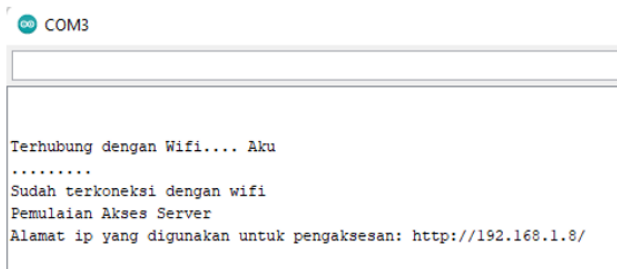 COM3
Terhubung dengan Wifi.... Aku
.........
Sudah terkoneksi dengan wifi
Pemulaian Akses Server
Alamat ip yang digunakan untuk pengaksesan: http://192.168.1.8/